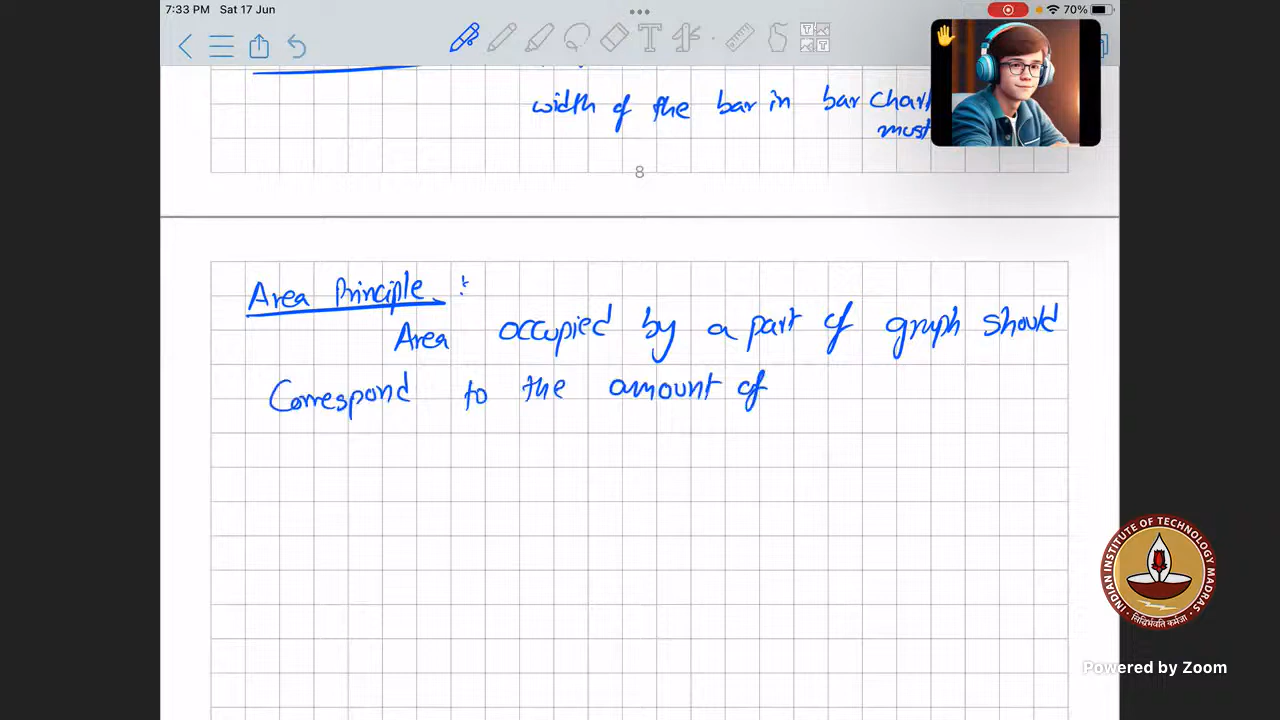 7:33 PM Sat 17 Jun
70%
width of the bar in bar Chart
must
8
Area Principle :
Area occupied by a part of graph should
Correspond to the amount of
INDIAN INSTITUTE OF TECHNOLOGY MADRAS
सिद्धिर्भवति कर्मजा
Powered by Zoom